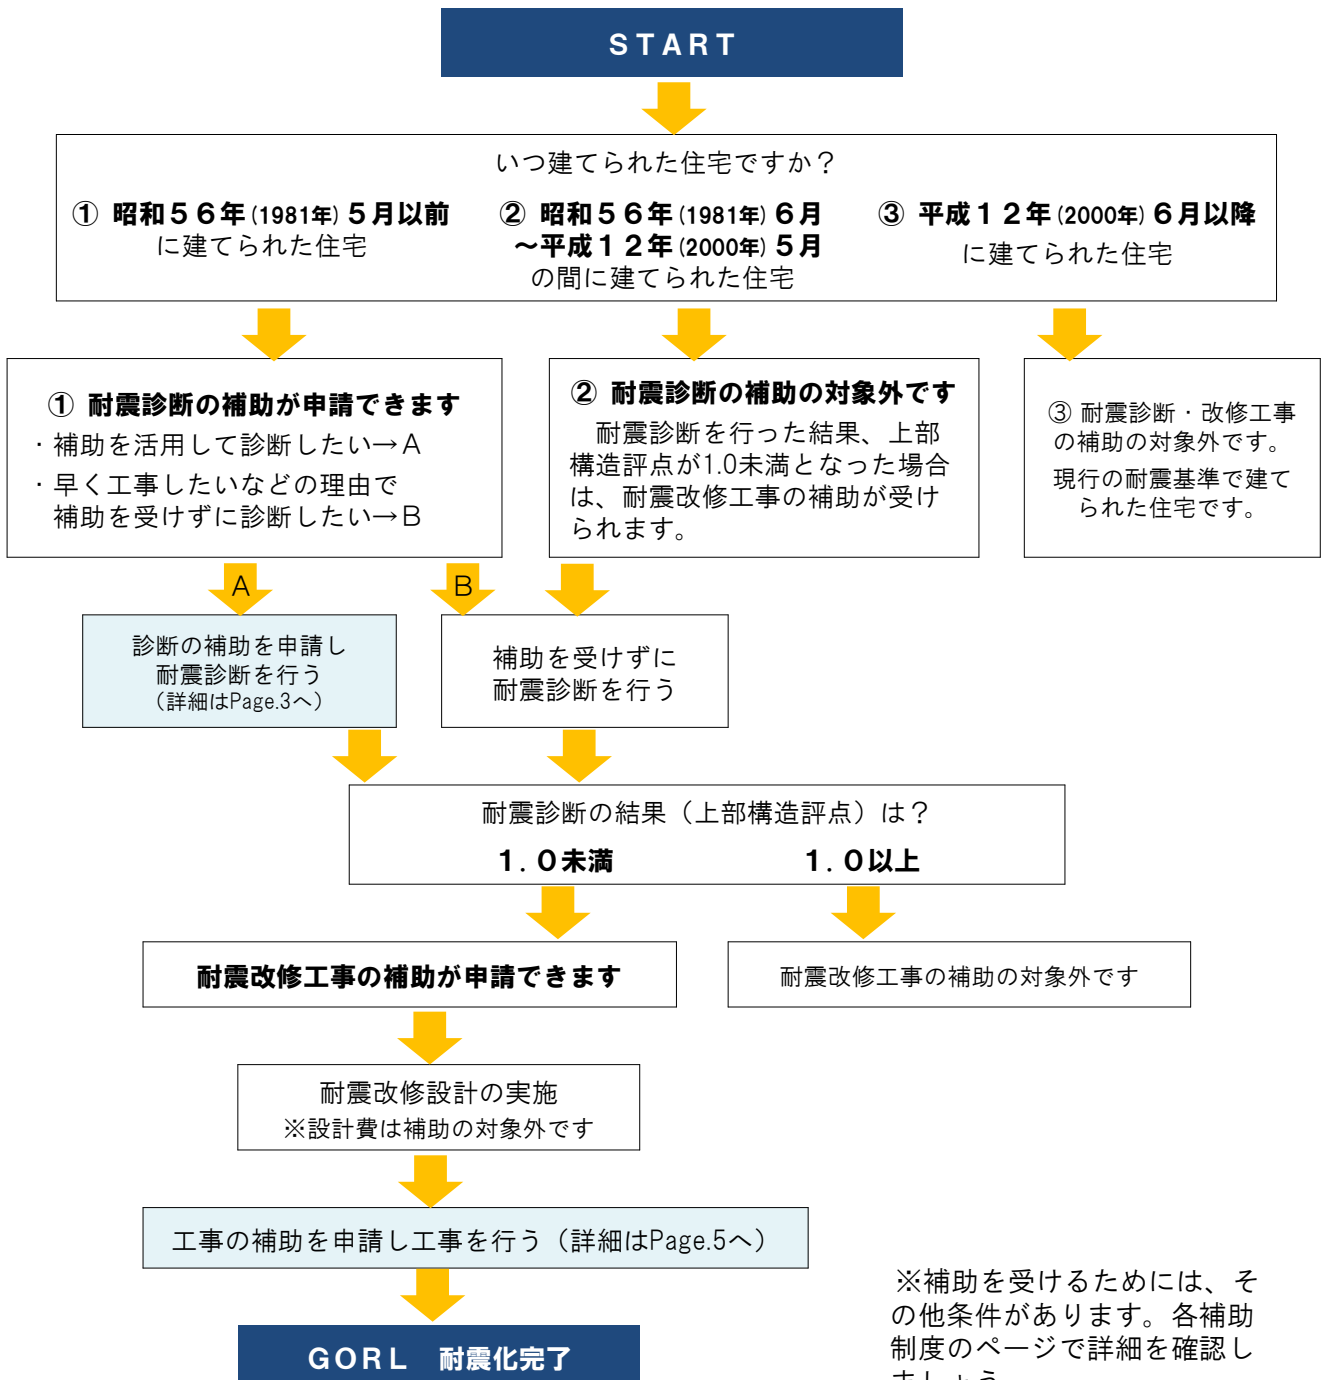 START
いつ建てられた住宅ですか？
① 昭和５６年(1981年)５月以前
に建てられた住宅
② 昭和５６年(1981年)６月
～平成１２年(2000年)５月
の間に建てられた住宅
③ 平成１２年(2000年)６月以降
に建てられた住宅
① 耐震診断の補助が申請できます
・補助を活用して診断したい→Ａ
・早く工事したいなどの理由で
補助を受けずに診断したい→Ｂ
② 耐震診断の補助の対象外です
耐震診断を行った結果、上部
構造評点が1.0未満となった場合
は、耐震改修工事の補助が受け
られます。
③ 耐震診断・改修工事
の補助の対象外です。
現行の耐震基準で建て
られた住宅です。
A
B
診断の補助を申請し
耐震診断を行う
（詳細はPage.3へ）
補助を受けずに
耐震診断を行う
耐震診断の結果（上部構造評点）は？
１.０未満
１.０以上
耐震改修工事の補助が申請できます
耐震改修工事の補助の対象外です
耐震改修設計の実施
※設計費は補助の対象外です
工事の補助を申請し工事を行う（詳細はPage.5へ）
ＧＯＲＬ　耐震化完了
※補助を受けるためには、そ
の他条件があります。各補助
制度のページで詳細を確認し
ましょう